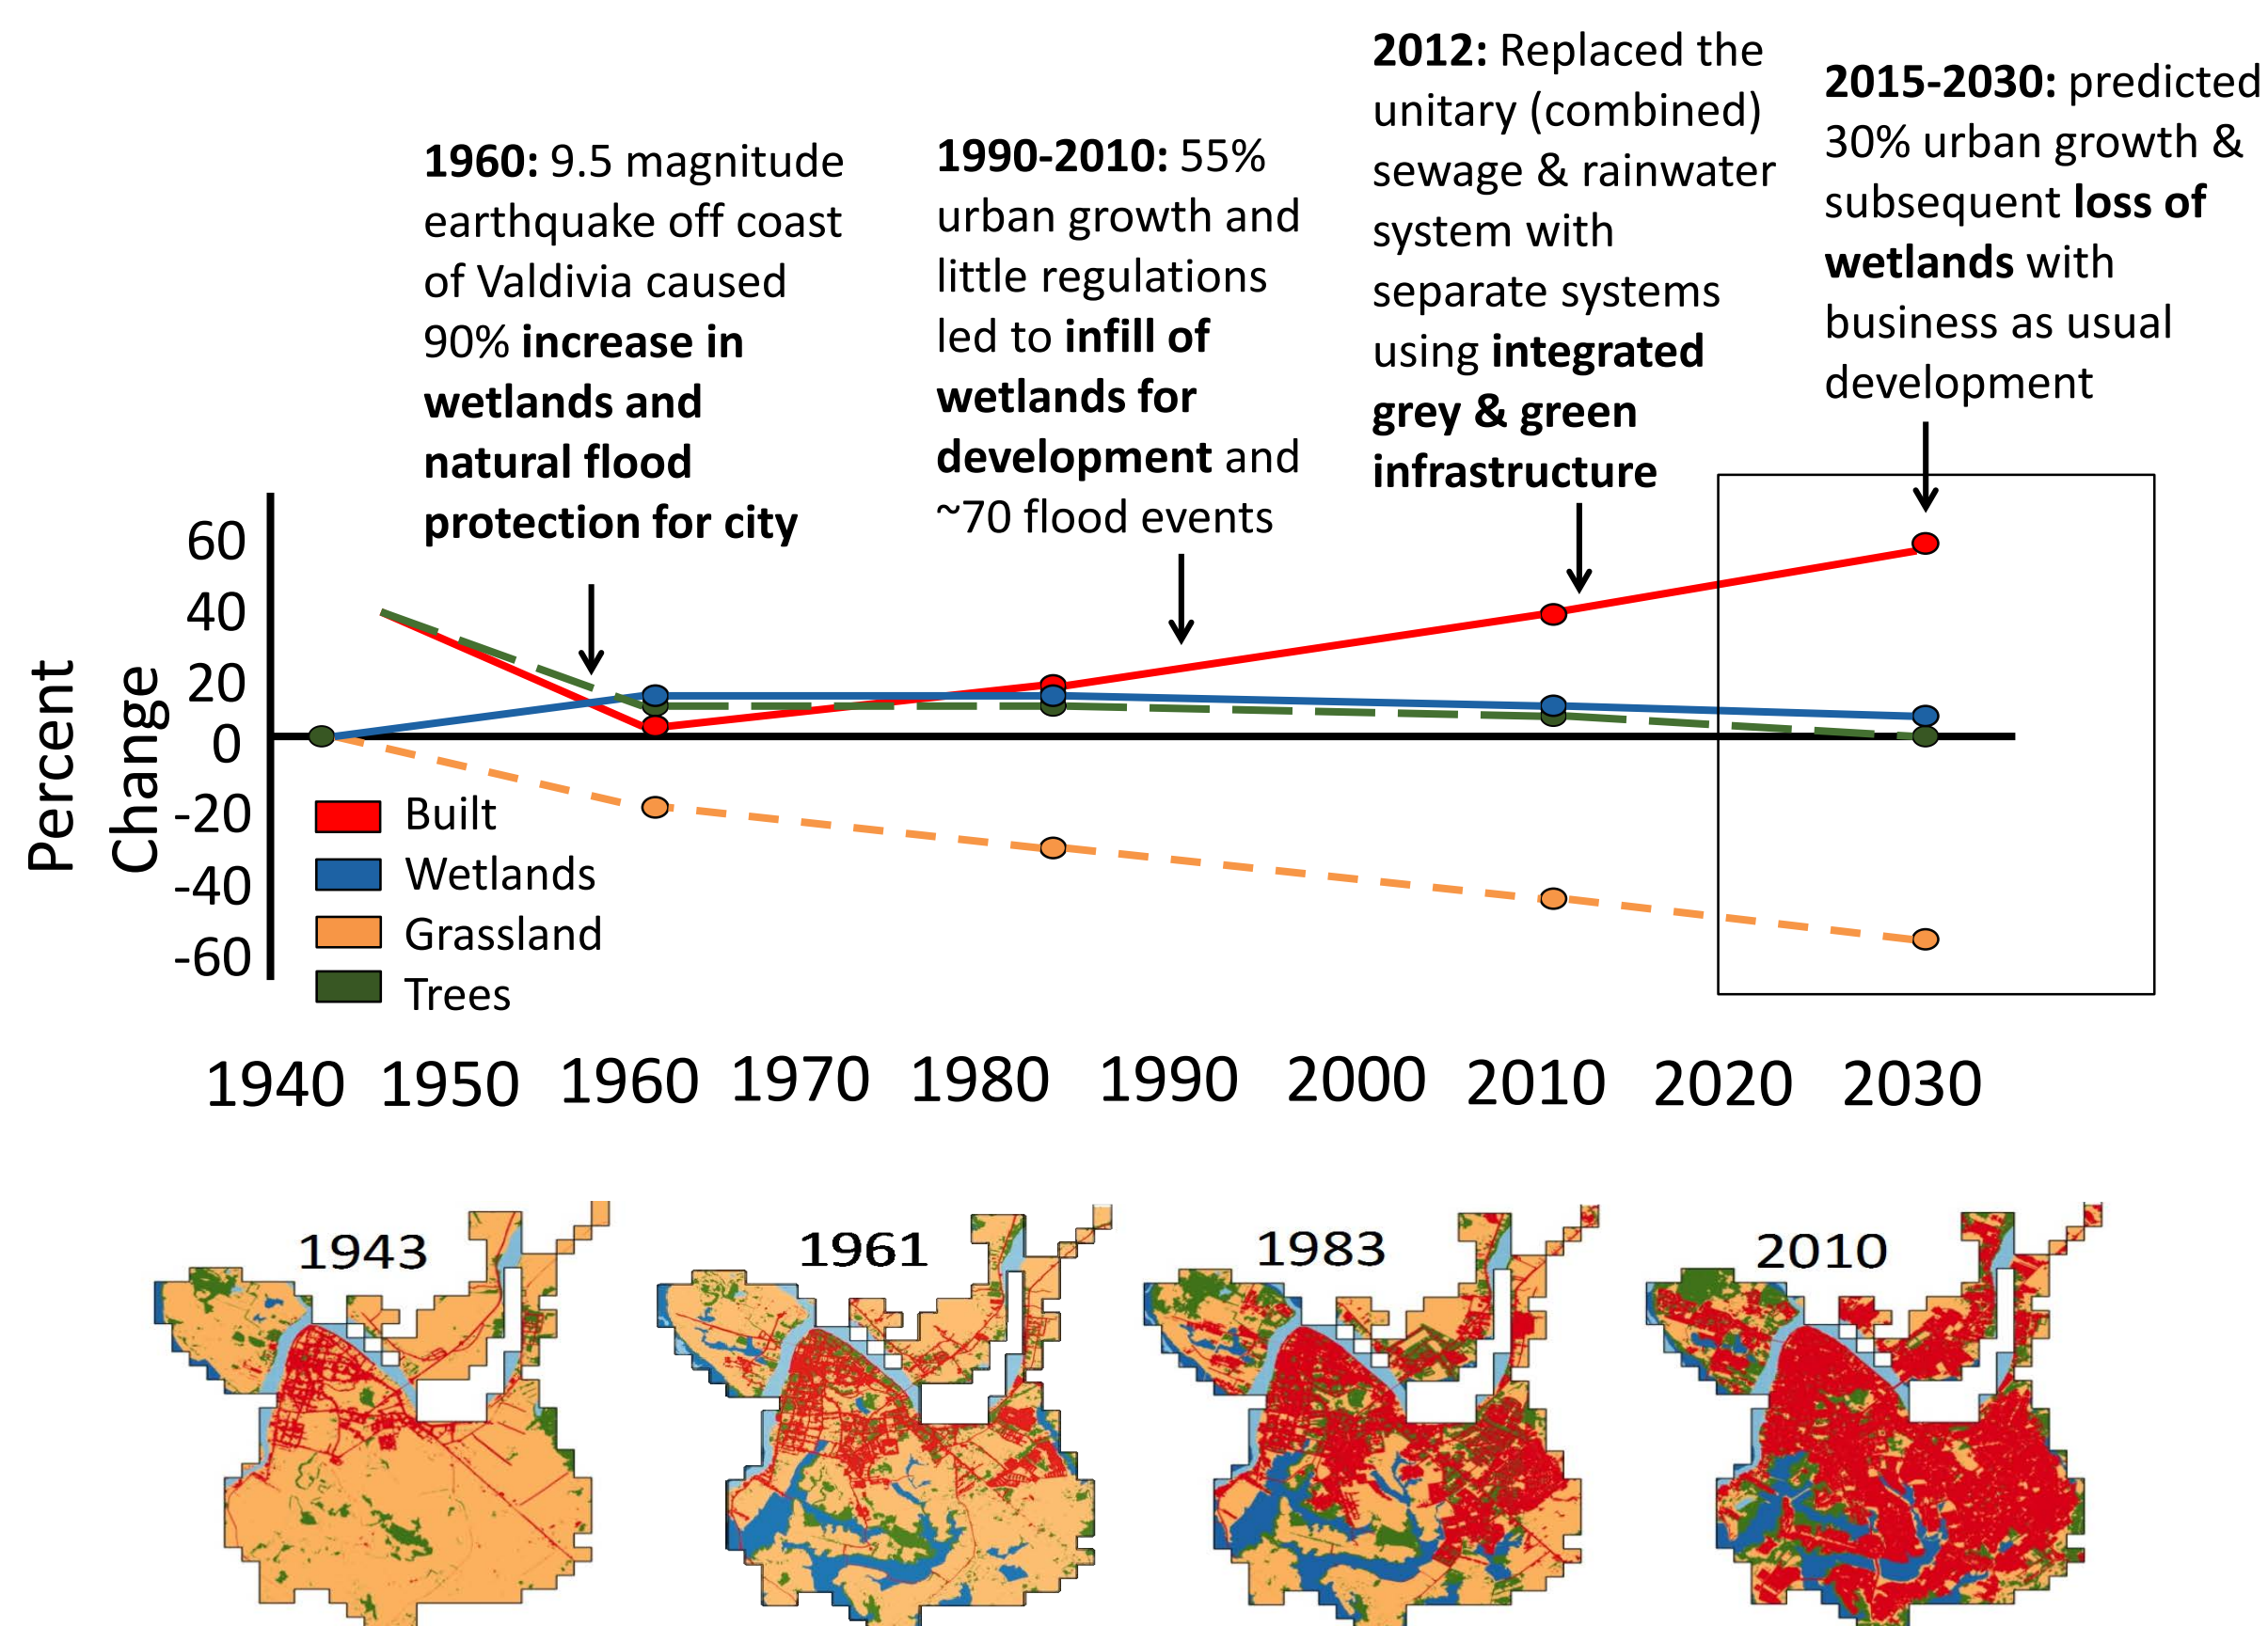 1960: 9.5 magnitude
earthquake off coast
of Valdivia caused
90% increase in
wetlands and
natural flood
protection for city
1990-2010: 55%
urban growth and
little regulations
led to infill of
wetlands for
development and
~70 flood events
2012: Replaced the
unitary (combined)
sewage & rainwater
system with
separate systems
using integrated
grey & green
infrastructure
2015-2030: predicted
30% urban growth &
subsequent loss of
wetlands with
business as usual
development
Percent
Change
60
40
20
0
-20
-40
-60
Built
Wetlands
Grassland
Trees
1940 1950 1960 1970 1980 1990 2000 2010 2020 2030
1943
1961
1983
2010